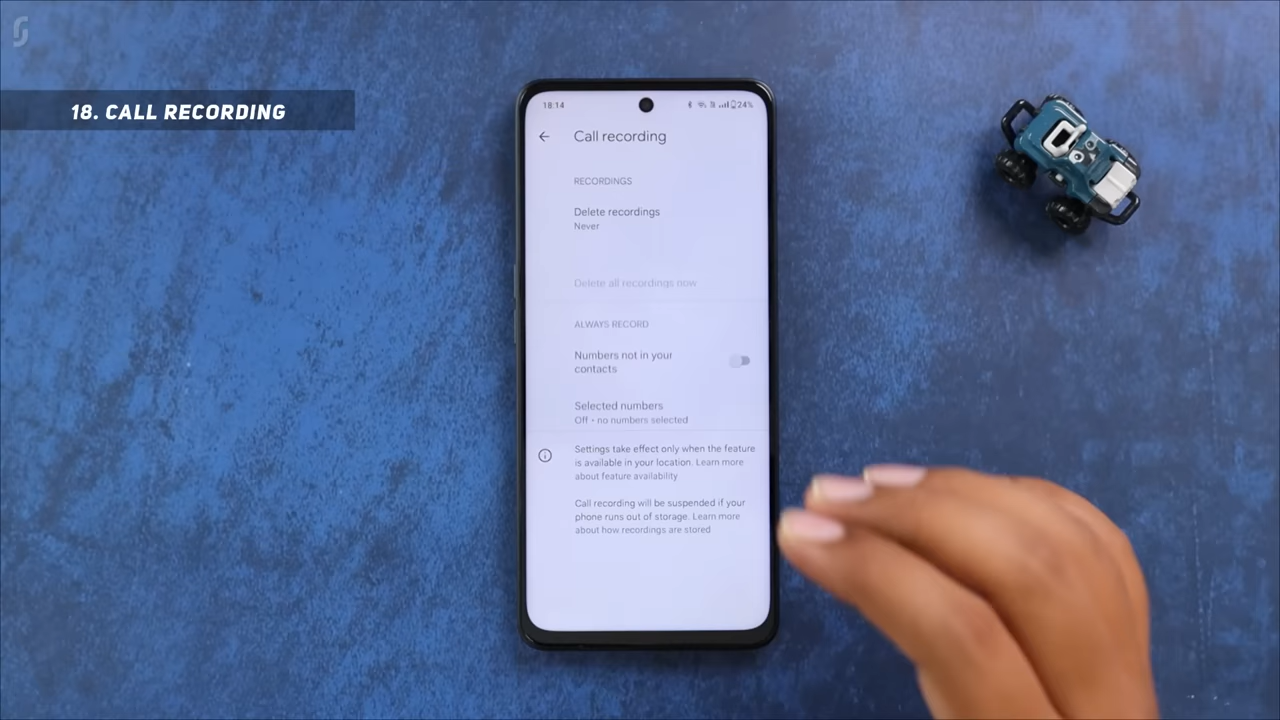 18. CALL RECORDING
18:14
24%
Call recording
RECORDINGS
Delete recordings
Never
Delete all recordings now
ALWAYS RECORD
Numbers not in your
contacts
Selected numbers
Off • no numbers selected
Settings take effect only when the feature
is available in your location. Learn more
about feature availability
Call recording will be suspended if your
phone runs out of storage. Learn more
about how recordings are stored